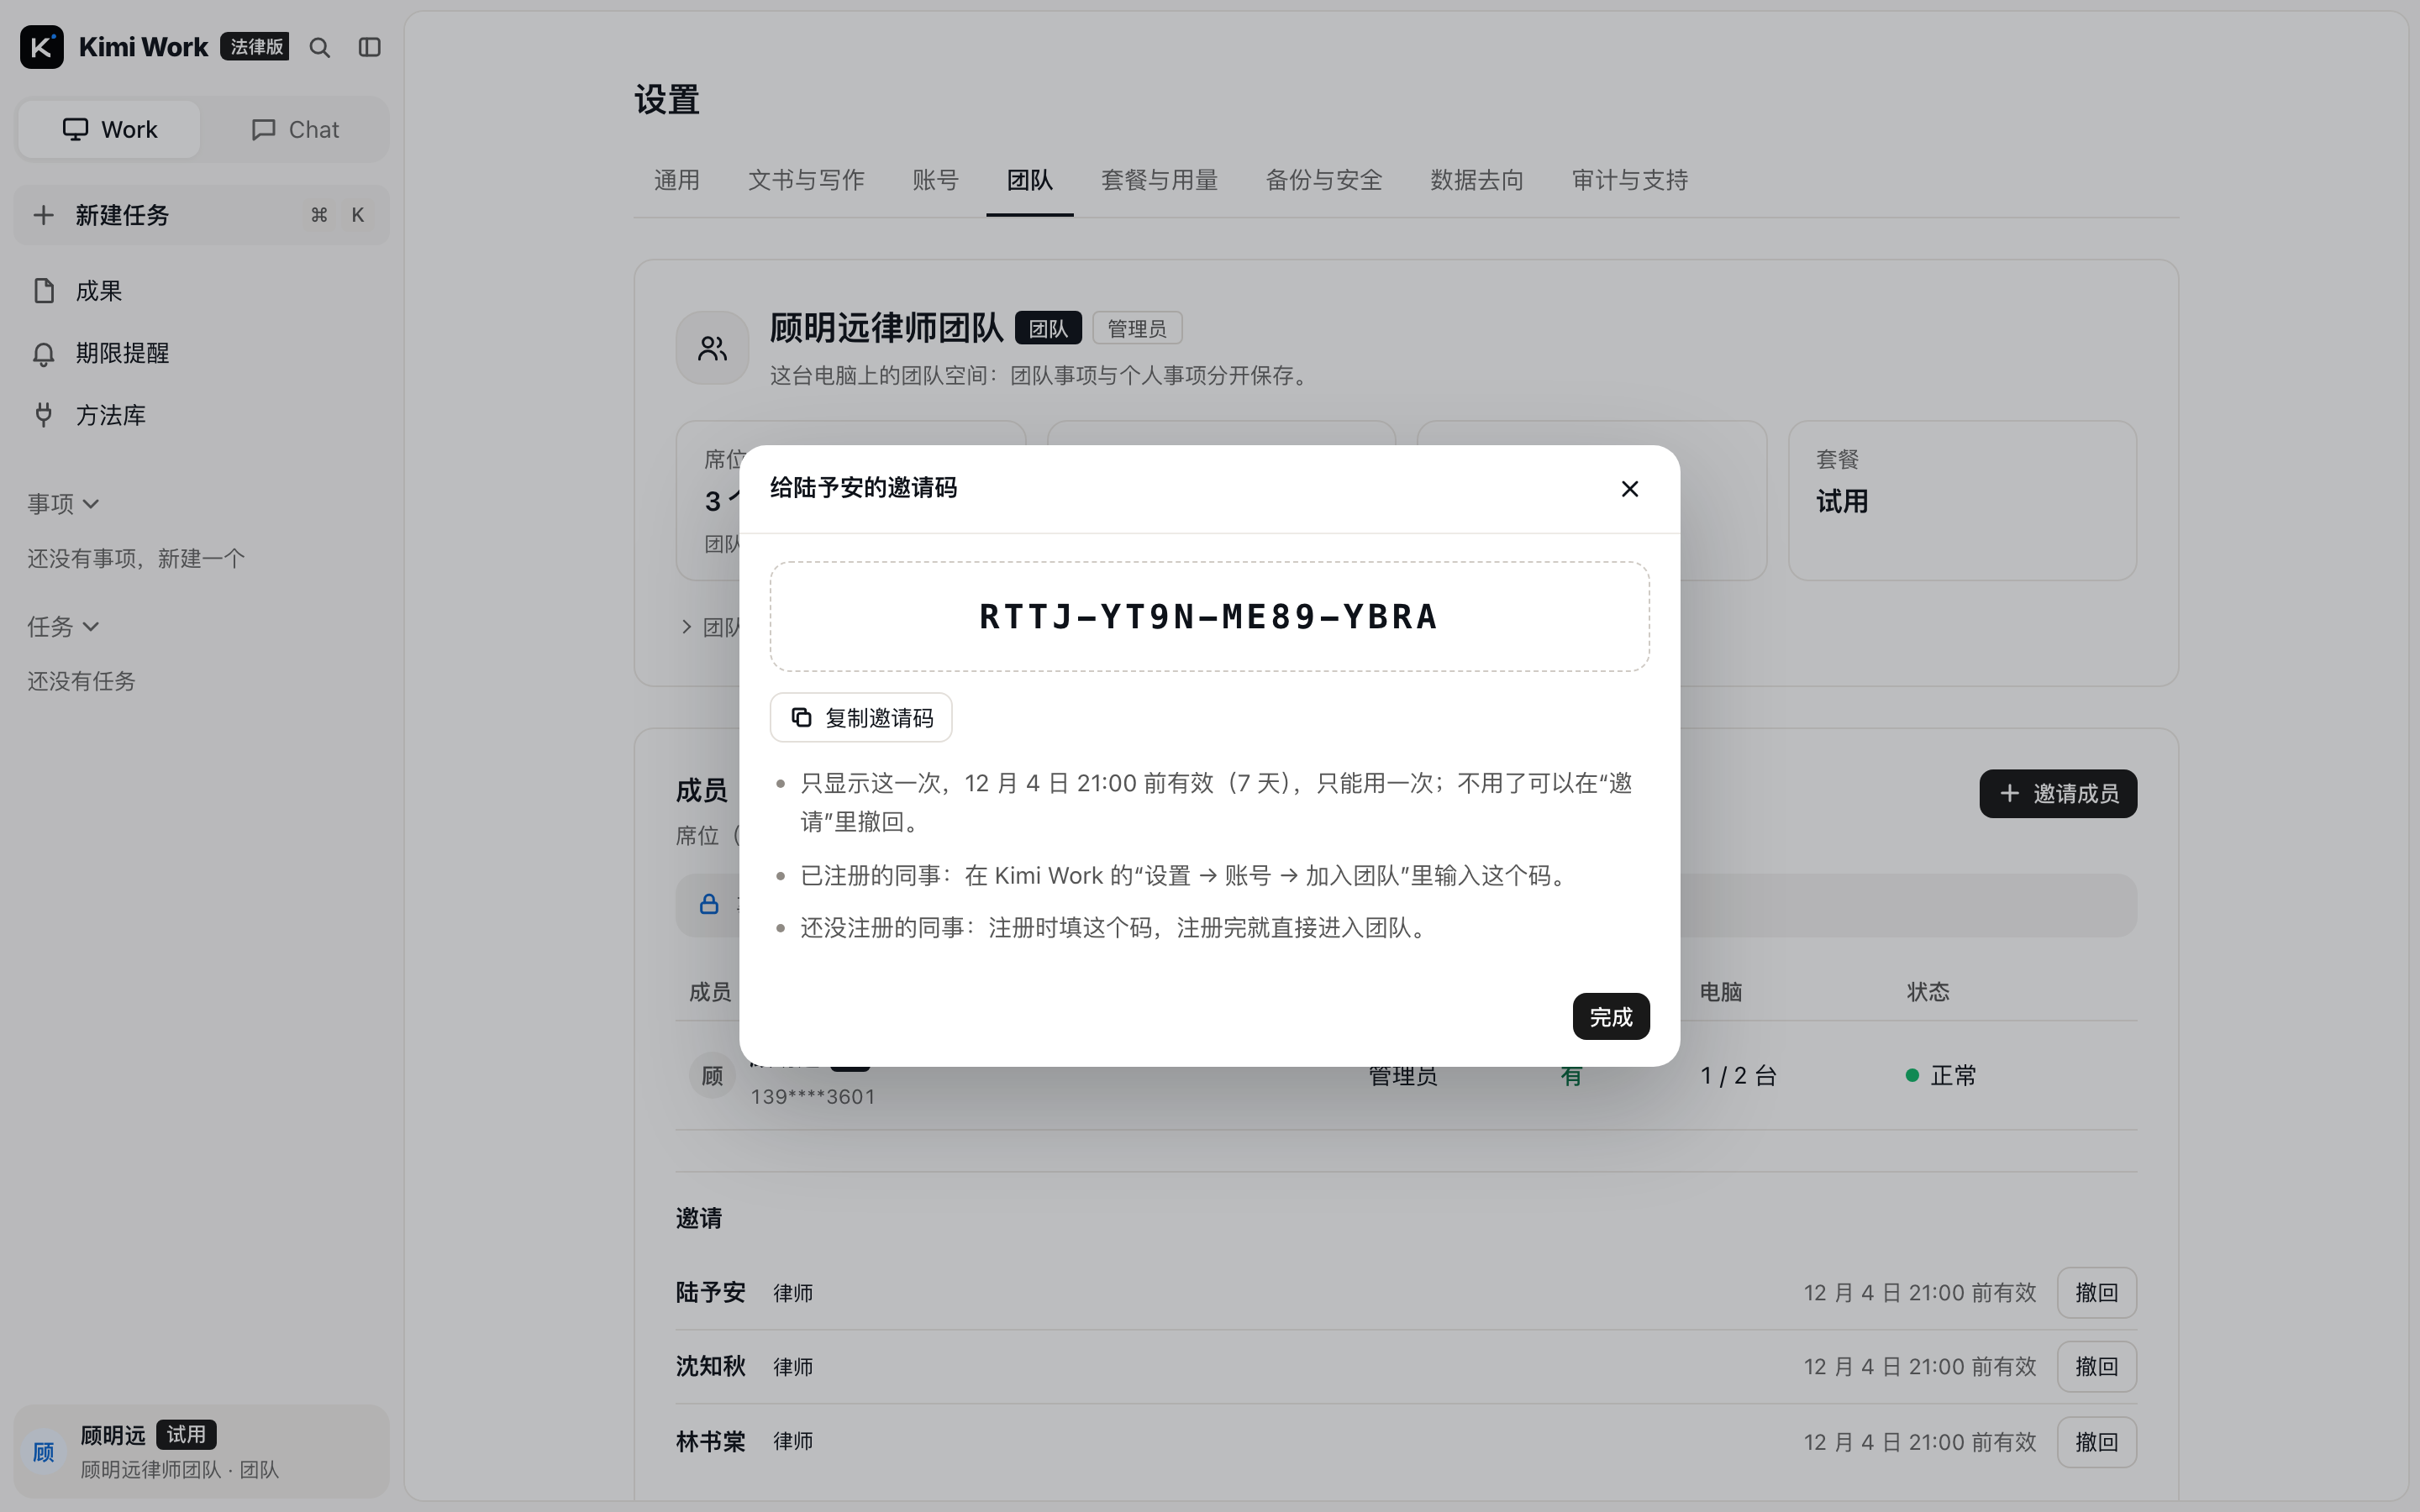 Kimi Work 法律版
Work
Chat
新建任务 ⌘ K
成果
期限提醒
方法库
事项
还没有事项，新建一个
任务
还没有任务
顾 顾明远 试用
顾明远律师团队 · 团队
设置
通用 文书与写作 账号 团队 套餐与用量 备份与安全 数据去向 审计与支持
顾明远律师团队 团队 管理员
这台电脑上的团队空间：团队事项与个人事项分开保存。
席位
3
团队
套餐
试用
团队
给陆予安的邀请码
RTTJ-YT9N-ME89-YBRA
复制邀请码
只显示这一次，12 月 4 日 21:00 前有效（7 天），只能用一次；不用了可以在“邀
请”里撤回。
已注册的同事：在 Kimi Work 的“设置 → 账号 → 加入团队”里输入这个码。
还没注册的同事：注册时填这个码，注册完就直接进入团队。
完成
成员
席位（
邀请成员
成员 电脑 状态
顾 管理员 有 1 / 2 台 正常
139****3601
邀请
陆予安 律师 12 月 4 日 21:00 前有效 撤回
沈知秋 律师 12 月 4 日 21:00 前有效 撤回
林书棠 律师 12 月 4 日 21:00 前有效 撤回